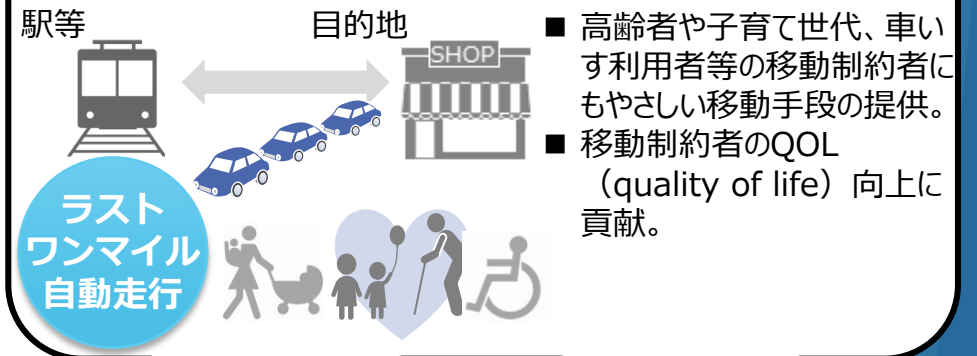 駅等
目的地
SHOP
ラスト
ワンマイル
自動走行
■ 高齢者や子育て世代、車い
す利用者等の移動制約者に
もやさしい移動手段の提供。
■ 移動制約者のQOL
（quality of life）向上に
貢献。